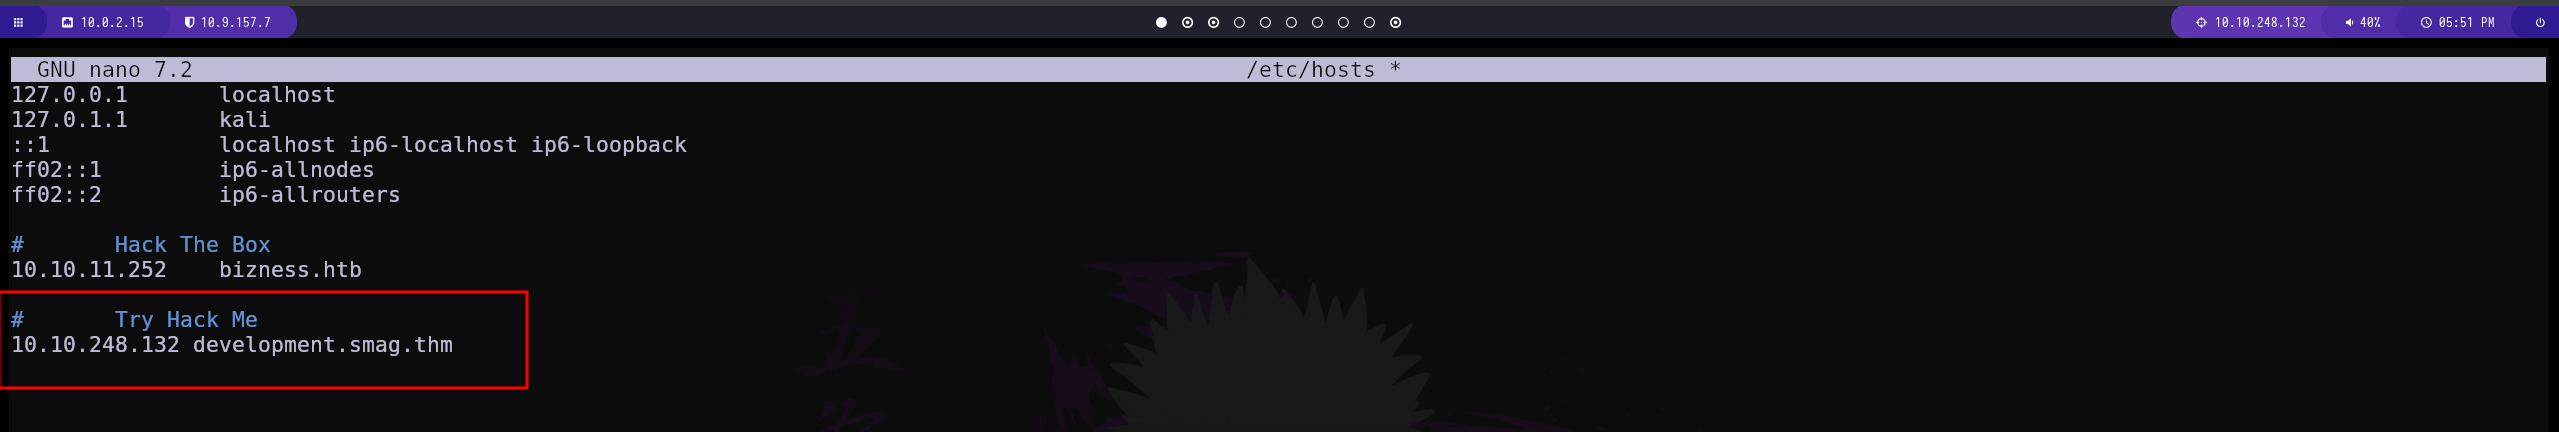 10.0.2.15 10.9.157.7 10.10.248.132 40% 05:51 PM
GNU nano 7.2 /etc/hosts *
127.0.0.1 localhost
127.0.1.1 kali
::1 localhost ip6-localhost ip6-loopback
ff02::1 ip6-allnodes
ff02::2 ip6-allrouters
# Hack The Box
10.10.11.252 bizness.htb
# Try Hack Me
10.10.248.132 development.smag.thm
五